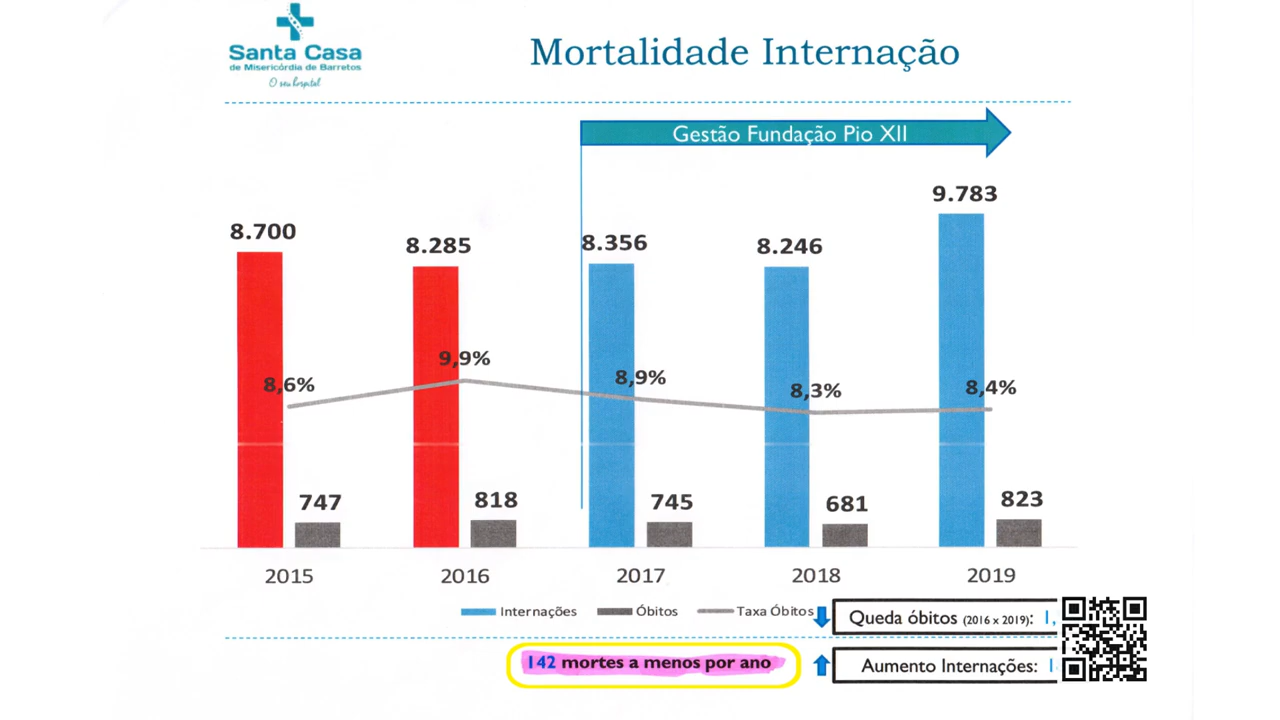 Santa Casa
de Misericórdia de Barretos
O seu hospital
Mortalidade Internação
Gestão Fundação Pio XII
9.783
8.700
8.285
8.356
8.246
9,9%
8,6%
8,9%
8,3%
8,4%
747
818
745
681
823
2015
2016
2017
2018
2019
Internações
Óbitos
Taxa Óbitos
Queda óbitos (2016 x 2019): 1,
142 mortes a menos por ano
Aumento Internações: 1